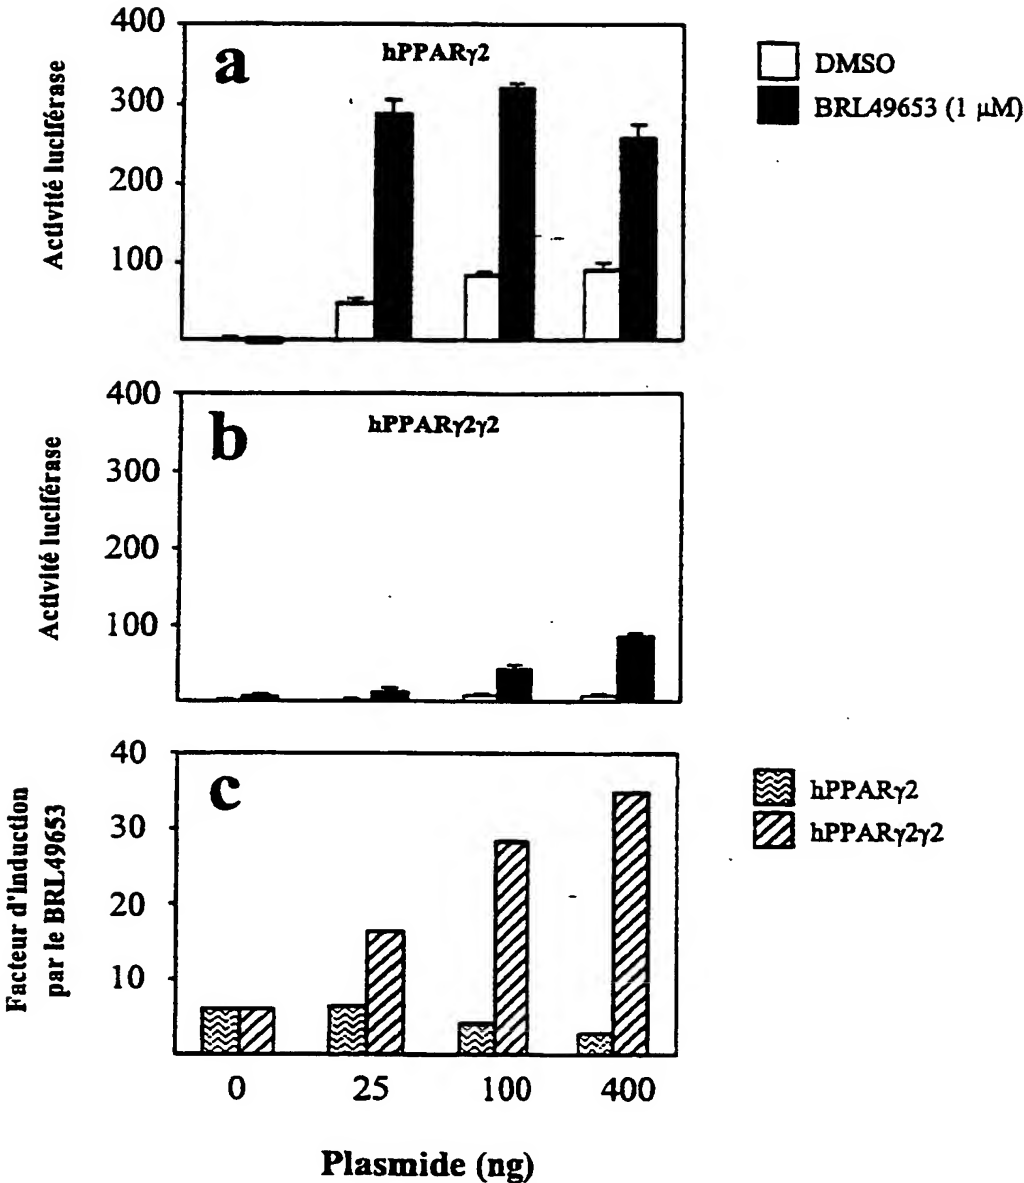 400
300
200
100
Activité luciférase
a
hPPARγ2
DMSO
BRL49653 (1 μM)
400
300
200
100
Activité luciférase
b
hPPARγ2γ2
40
30
20
10
Facteur d'induction
par le BRL49653
c
hPPARγ2
hPPARγ2γ2
0 25 100 400
Plasmide (ng)